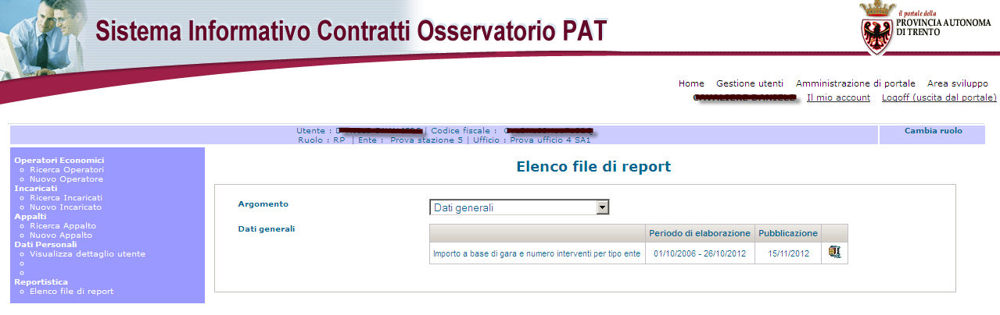 Sistema Informativo Contratti Osservatorio PAT
il portale della
PROVINCIA AUTONOMA
DI TRENTO
Home Gestione utenti Amministrazione di portale Area sviluppo
Il mio account Logoff (uscita dal portale)
Utente : | Codice fiscale :
Ruolo : RP | Ente : Prova stazione 5 | Ufficio : Prova ufficio 4 SA1
Cambia ruolo
Operatori Economici
Ricerca Operatori
Nuovo Operatore
Incaricati
Ricerca Incaricati
Nuovo Incaricato
Appalti
Ricerca Appalto
Nuovo Appalto
Dati Personali
Visualizza dettaglio utente
Reportistica
Elenco file di report
Elenco file di report
Argomento Dati generali
Dati generali
Periodo di elaborazione Pubblicazione
Importo a base di gara e numero interventi per tipo ente 01/10/2006 - 26/10/2012 15/11/2012